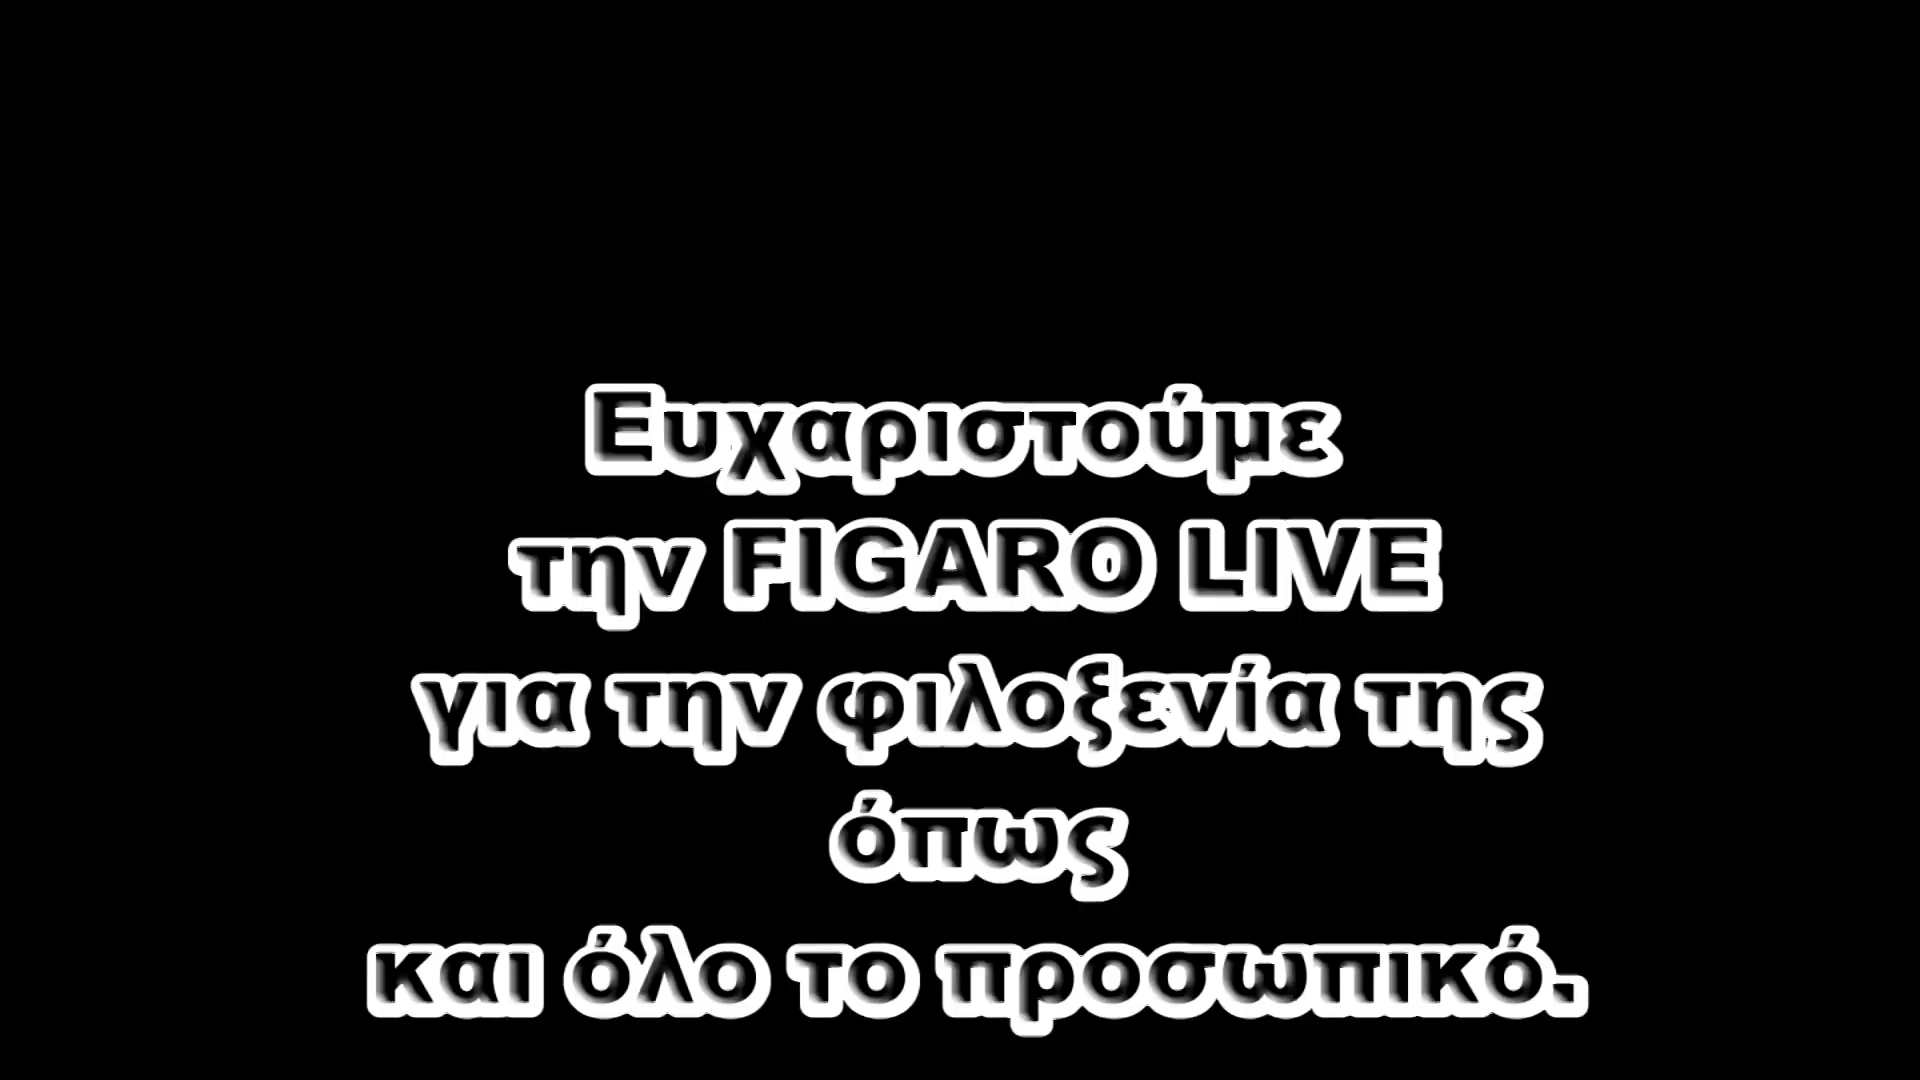 Ευχαριστούμε
την FIGARO LIVE
για την φιλοξενία της
όπως
και όλο το προσωπικό.